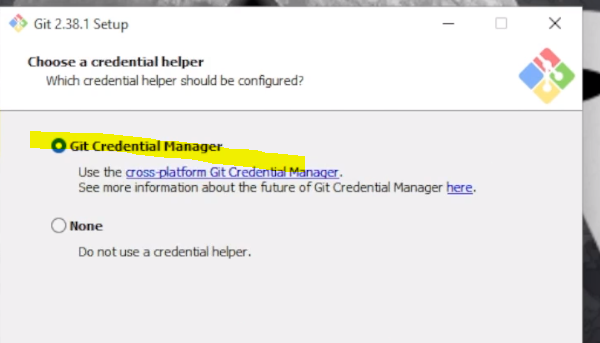 Git 2.38.1 Setup
Choose a credential helper
Which credential helper should be configured?
Git Credential Manager
Use the cross-platform Git Credential Manager.
See more information about the future of Git Credential Manager here.
None
Do not use a credential helper.